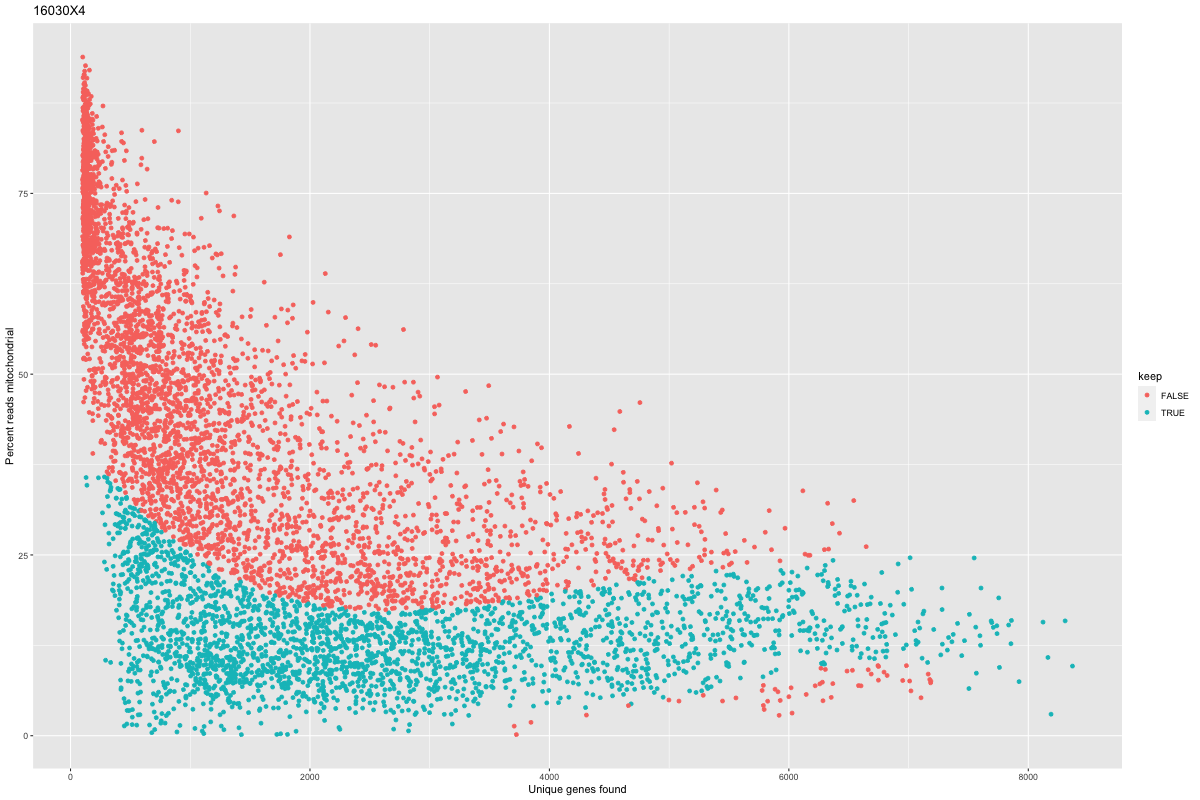 16030X4
Percent reads mitochondrial
75
50
25
0
0 2000 4000 6000 8000
Unique genes found
keep
FALSE
TRUE